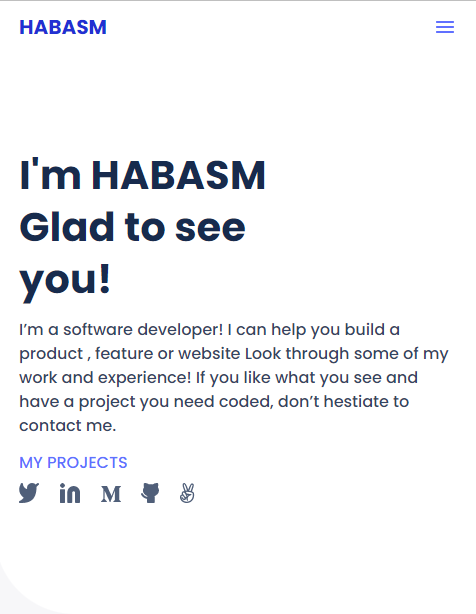 HABASM
I'm HABASM
Glad to see
you!
I’m a software developer! I can help you build a
product , feature or website Look through some of my
work and experience! If you like what you see and
have a project you need coded, don’t hestiate to
contact me.
MY PROJECTS